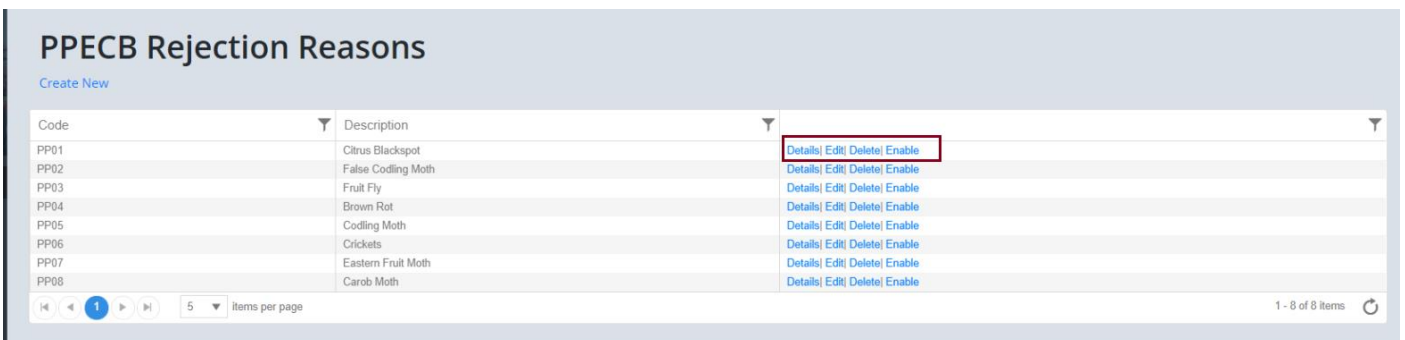 PPECB Rejection Reasons
Create New
Code Description
PP01 Citrus Blackspot Details| Edit| Delete| Enable
PP02 False Codling Moth Details| Edit| Delete| Enable
PP03 Fruit Fly Details| Edit| Delete| Enable
PP04 Brown Rot Details| Edit| Delete| Enable
PP05 Codling Moth Details| Edit| Delete| Enable
PP06 Crickets Details| Edit| Delete| Enable
PP07 Eastern Fruit Moth Details| Edit| Delete| Enable
PP08 Carob Moth Details| Edit| Delete| Enable
1 5 items per page 1 - 8 of 8 items